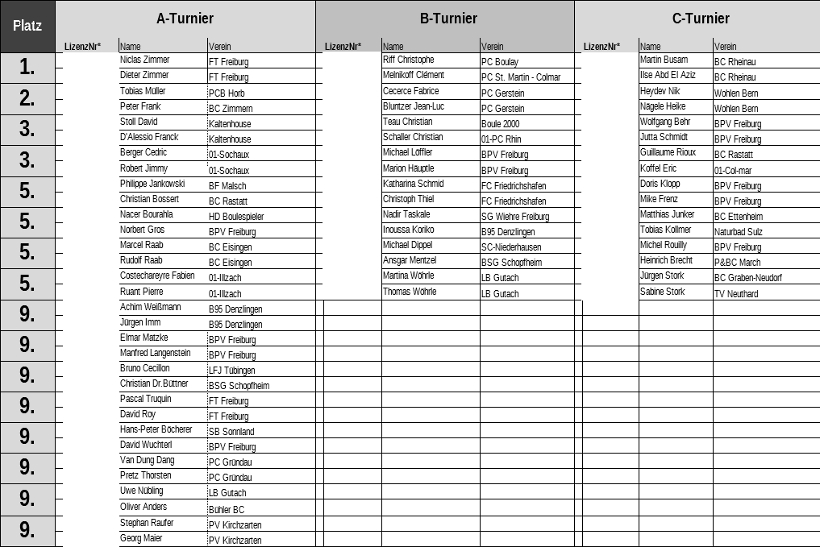 Platz A-Turnier B-Turnier C-Turnier
LizenzNr* Name Verein LizenzNr* Name Verein LizenzNr* Name Verein
1. Niclas Zimmer FT Freiburg Riff Christophe PC Boulay Martin Busam BC Rheinau
Dieter Zimmer FT Freiburg Melnikoff Clément PC St. Martin - Colmar Ilse Abd El Aziz BC Rheinau
2. Tobias Müller PCB Horb Cecerce Fabrice PC Gerstein Heydev Nik Wohlen Bern
Peter Frank BC Zimmern Bluntzer Jean-Luc PC Gerstein Nägele Heike Wohlen Bern
3. Stoll David Kaltenhouse Teau Christian Boule 2000 Wolfgang Behr BPV Freiburg
D'Alessio Franck Kaltenhouse Schaller Christian 01-PC Rhin Jutta Schmidt BPV Freiburg
3. Berger Cedric 01-Sochaux Michael Löffler BPV Freiburg Guillaume Rioux BC Rastatt
Robert Jimmy 01-Sochaux Marion Häuptle BPV Freiburg Koffel Eric 01-Col-mar
5. Philippe Jankowski BF Malsch Katharina Schmid FC Friedrichshafen Doris Klopp BPV Freiburg
Christian Bossert BC Rastatt Christoph Thiel FC Friedrichshafen Mike Frenz BPV Freiburg
5. Nacer Bourahla HD Boulespieler Nadir Taskale SG Wiehre Freiburg Matthias Junker BC Ettenheim
Norbert Gros BPV Freiburg Inoussa Koriko B95 Denzlingen Tobias Kollmer Naturbad Sulz
5. Marcel Raab BC Eisingen Michael Dippel SC-Niederhausen Michel Rouilly BPV Freiburg
Rudolf Raab BC Eisingen Ansgar Mentzel BSG Schopfheim Heinrich Brecht P&BC March
5. Costechareyre Fabien 01-Illzach Martina Wöhrle LB Gutach Jürgen Stork BC Graben-Neudorf
Ruant Pierre 01-Illzach Thomas Wöhrle LB Gutach Sabine Stork TV Neuthard
9. Achim Weißmann B95 Denzlingen
Jürgen Imm B95 Denzlingen
9. Elmar Matzke BPV Freiburg
Manfred Langenstein BPV Freiburg
9. Bruno Cecillon LFJ Tübingen
Christian Dr.Büttner BSG Schopfheim
9. Pascal Truquin FT Freiburg
David Roy FT Freiburg
9. Hans-Peter Böcherer SB Sonnland
David Wuchterl BPV Freiburg
9. Van Dung Dang PC Gründau
Pretz Thorsten PC Gründau
9. Uwe Nübling LB Gutach
Oliver Anders Bühler BC
9. Stephan Raufer PV Kirchzarten
Georg Maier PV Kirchzarten